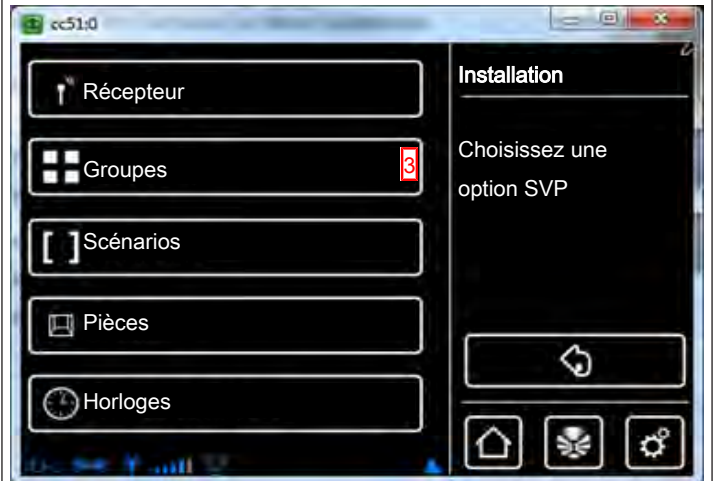 cc51:0
Récepteur
Groupes
3
Scénarios
Pièces
Horloges
Installation
Choisissez une
option SVP